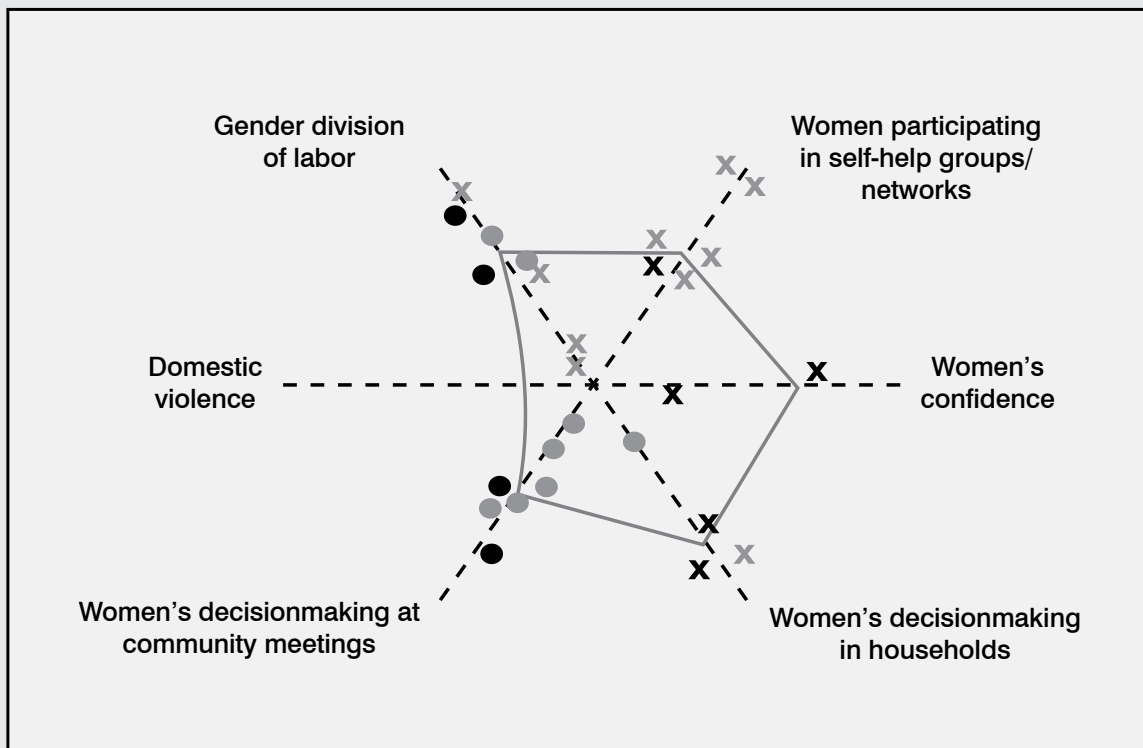 Gender division
of labor
Women participating
in self-help groups/
networks
Domestic
violence
Women’s
confidence
Women’s decisionmaking at
community meetings
Women’s decisionmaking
in households